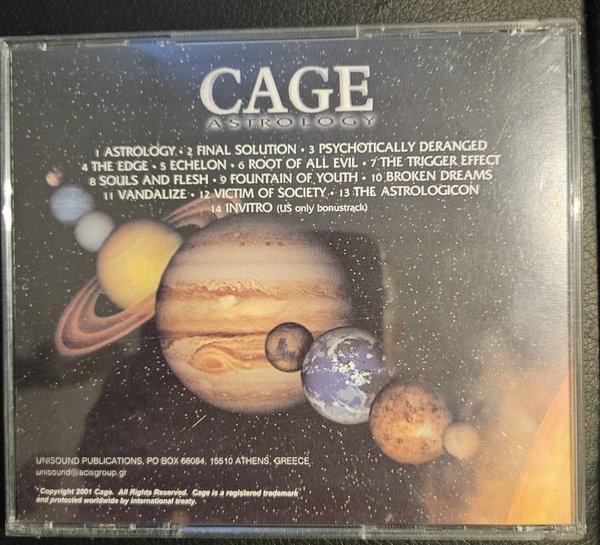 CAGE
ASTROLOGY
1 ASTROLOGY • 2 FINAL SOLUTION • 3 PSYCHOTICALLY DERANGED
4 THE EDGE • 5 ECHELON • 6 ROOT OF ALL EVIL • 7 THE TRIGGER EFFECT
8 SOULS AND FLESH • 9 FOUNTAIN OF YOUTH • 10 BROKEN DREAMS
11 VANDALIZE • 12 VICTIM OF SOCIETY • 13 THE ASTROLOGICON
14 INVITRO (US only bonustrack)
UNISOUND PUBLICATIONS, PO BOX 66084, 15510 ATHENS, GREECE
unisound@acisgroup.gr
Copyright 2001 Cage. All Rights Reserved. Cage is a registered trademark
and protected worldwide by international treaty.